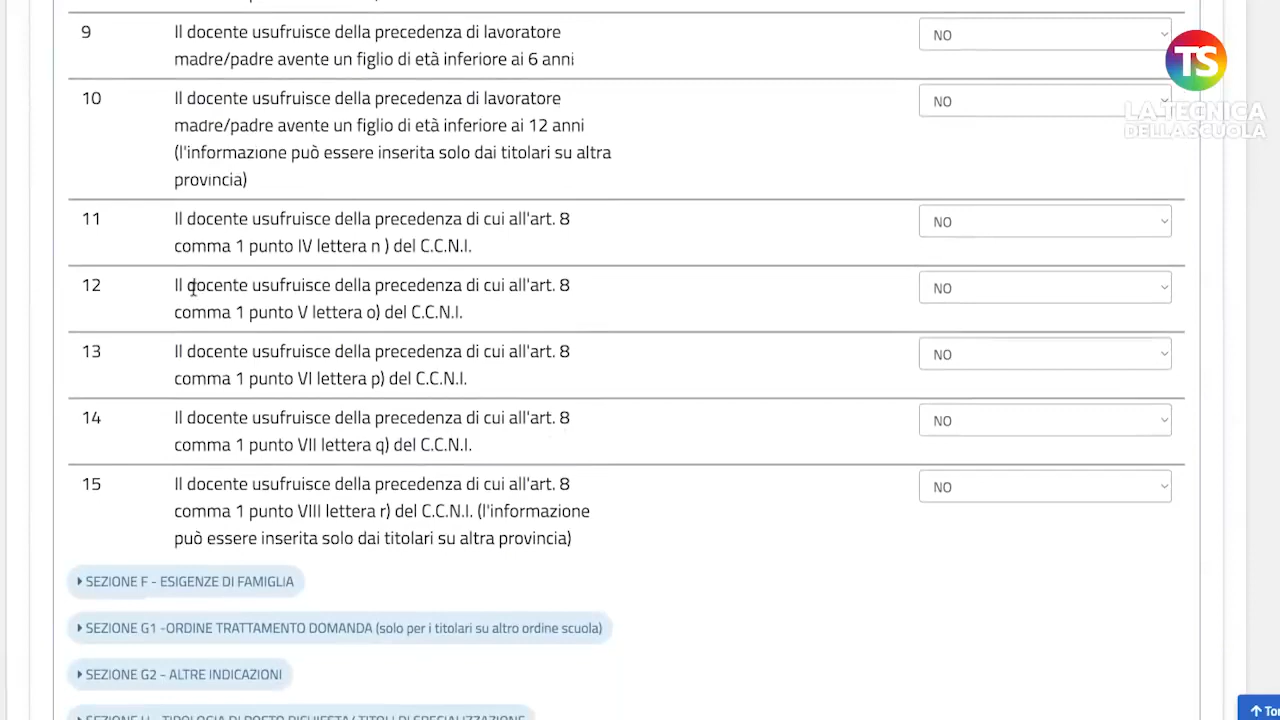 9
Il docente usufruisce della precedenza di lavoratore
madre/padre avente un figlio di età inferiore ai 6 anni
NO
10
Il docente usufruisce della precedenza di lavoratore
madre/padre avente un figlio di età inferiore ai 12 anni
(l'informazione può essere inserita solo dai titolari su altra
provincia)
NO
11
Il docente usufruisce della precedenza di cui all'art. 8
comma 1 punto IV lettera n ) del C.C.N.I.
NO
12
Il docente usufruisce della precedenza di cui all'art. 8
comma 1 punto V lettera o) del C.C.N.I.
NO
13
Il docente usufruisce della precedenza di cui all'art. 8
comma 1 punto VI lettera p) del C.C.N.I.
NO
14
Il docente usufruisce della precedenza di cui all'art. 8
comma 1 punto VII lettera q) del C.C.N.I.
NO
15
Il docente usufruisce della precedenza di cui all'art. 8
comma 1 punto VIII lettera r) del C.C.N.I. (l'informazione
può essere inserita solo dai titolari su altra provincia)
NO
SEZIONE F - ESIGENZE DI FAMIGLIA
SEZIONE G1 -ORDINE TRATTAMENTO DOMANDA (solo per i titolari su altro ordine scuola)
SEZIONE G2 - ALTRE INDICAZIONI
SEZIONE H - TIPOLOGIA DI POSTO RICHIESTA/ TITOLI DI SPECIALIZZAZIONE
TS
LA TECNICA
DELLA SCUOLA